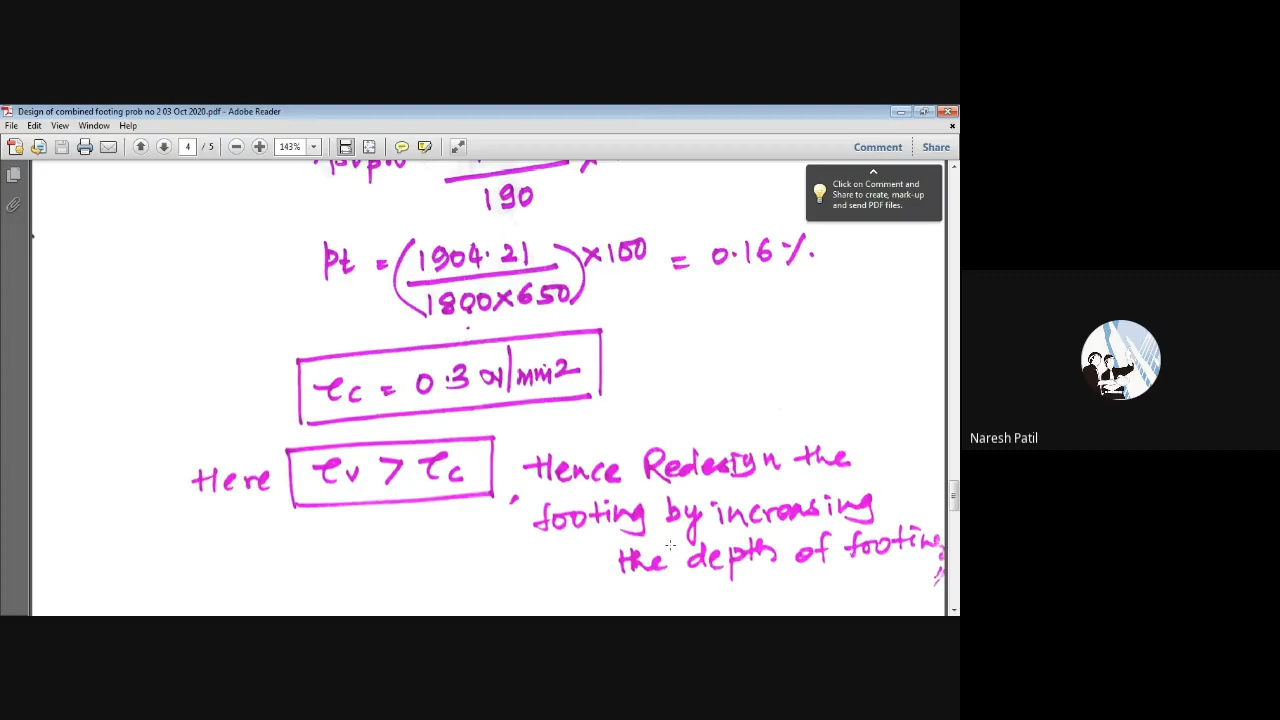 Design of combined footing prob no 2 03 Oct 2020.pdf - Adobe Reader
File Edit View Window Help
4 / 5 143% Comment Share
Click on Comment and
Share to create, mark-up
and send PDF files.
190
Pt = (1904.21 / 1800×650) ×100 = 0.16 %.
τc = 0.3 N/mm2
Here τv > τc Hence Redesign the
footing by increasing
the depth of footing
Naresh Patil